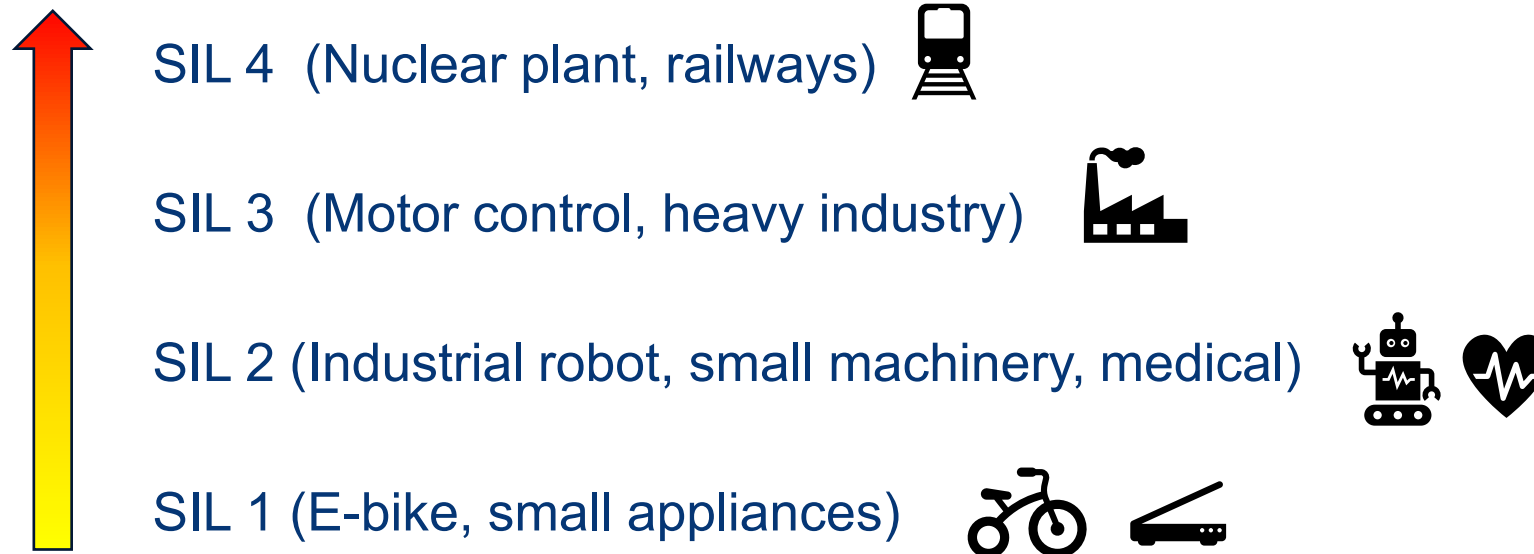 SIL 4  (Nuclear plant, railways)
SIL 3  (Motor control, heavy industry)
SIL 2 (Industrial robot, small machinery, medical)
SIL 1 (E-bike, small appliances)